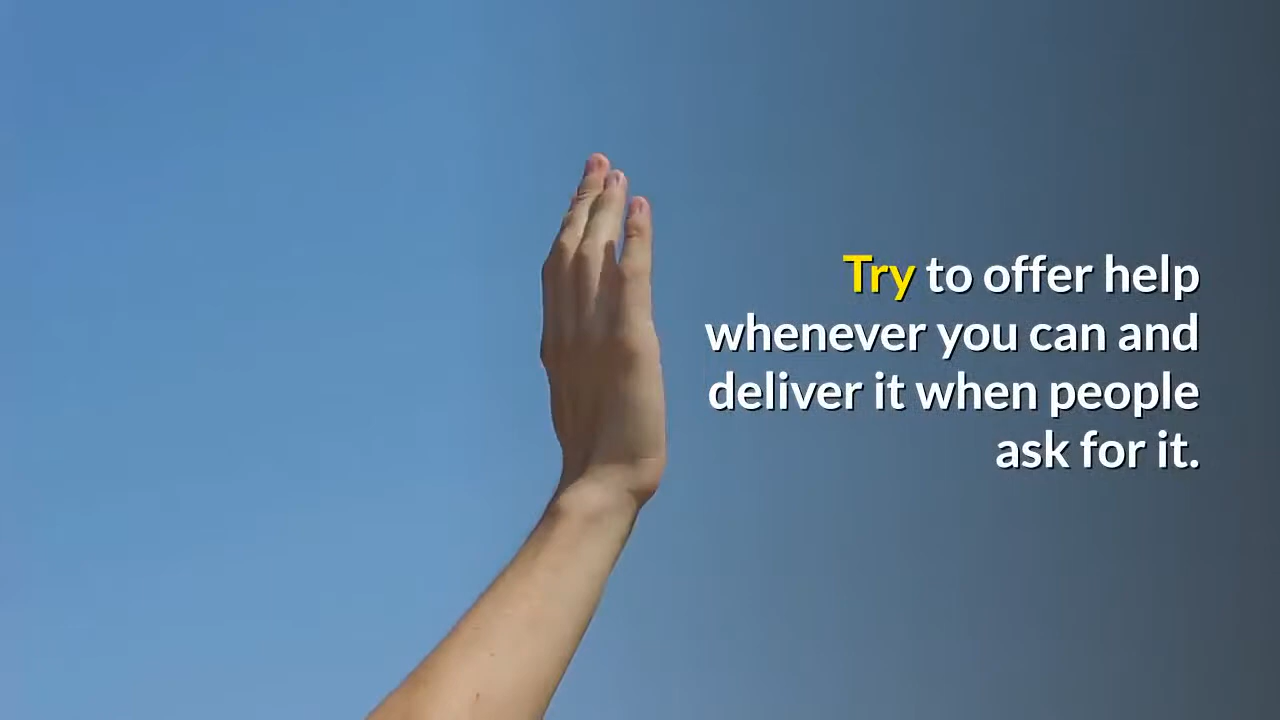 Try to offer help
whenever you can and
deliver it when people
ask for it.